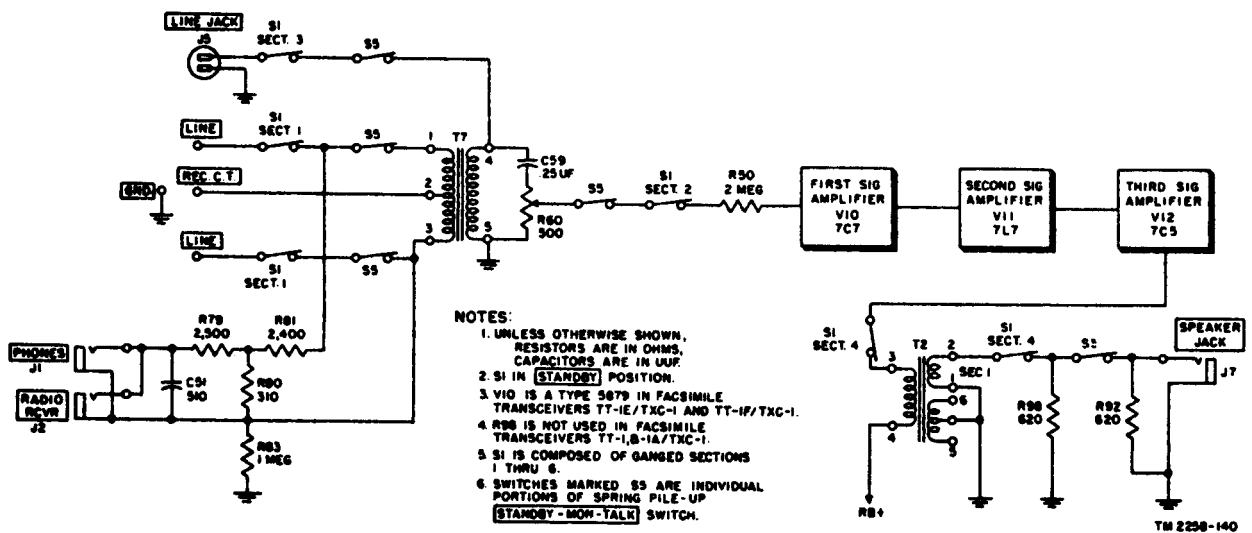 LINE JACK
J5
S1
SECT. 3
S5
LINE
S1
SECT. 1
S5
1
T7
4
C59
.25 UF
GND
REC. C.T.
2
S5
S1
SECT. 2
R50
2 MEG
FIRST SIG
AMPLIFIER
V10
7C7
SECOND SIG
AMPLIFIER
V11
7L7
THIRD SIG
AMPLIFIER
V12
7C5
R60
500
LINE
3
5
S1
SECT. 1
S5
R79
2,500
R81
2,400
PHONES
J1
C51
510
R80
310
RADIO
RCVR
J2
R83
1 MEG
NOTES:
1. UNLESS OTHERWISE SHOWN,
RESISTORS ARE IN OHMS,
CAPACITORS ARE IN UUF.
2. S1 IN STANDBY POSITION.
3. V10 IS A TYPE 5879 IN FACSIMILE
TRANSCEIVERS TT-1E/TXC-1 AND TT-1F/TXC-1.
4. R98 IS NOT USED IN FACSIMILE
TRANSCEIVERS TT-1,B-1A/TXC-1.
5. S1 IS COMPOSED OF GANGED SECTIONS
1 THRU 6.
6. SWITCHES MARKED S5 ARE INDIVIDUAL
PORTIONS OF SPRING PILE-UP
STANDBY-MON-TALK SWITCH.
S1
SECT. 4
3
T2
2
SEC 1
1
6
5
4
RB+
S1
SECT. 4
S5
R98
620
R92
620
SPEAKER
JACK
J7
TM 2258-140